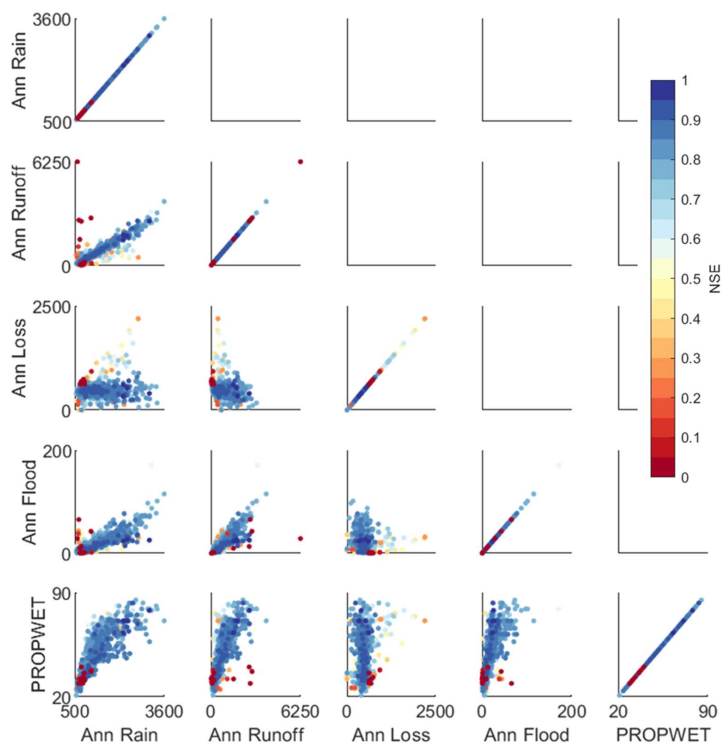 3600
Ann Rain
500
1
0.9
0.8
0.7
0.6
0.5
0.4
0.3
0.2
0.1
0
NSE
6250
Ann Runoff
0
2500
Ann Loss
0
200
Ann Flood
0
90
PROPWET
20
500 3600 0 6250 0 2500 0 200 20 90
Ann Rain Ann Runoff Ann Loss Ann Flood PROPWET